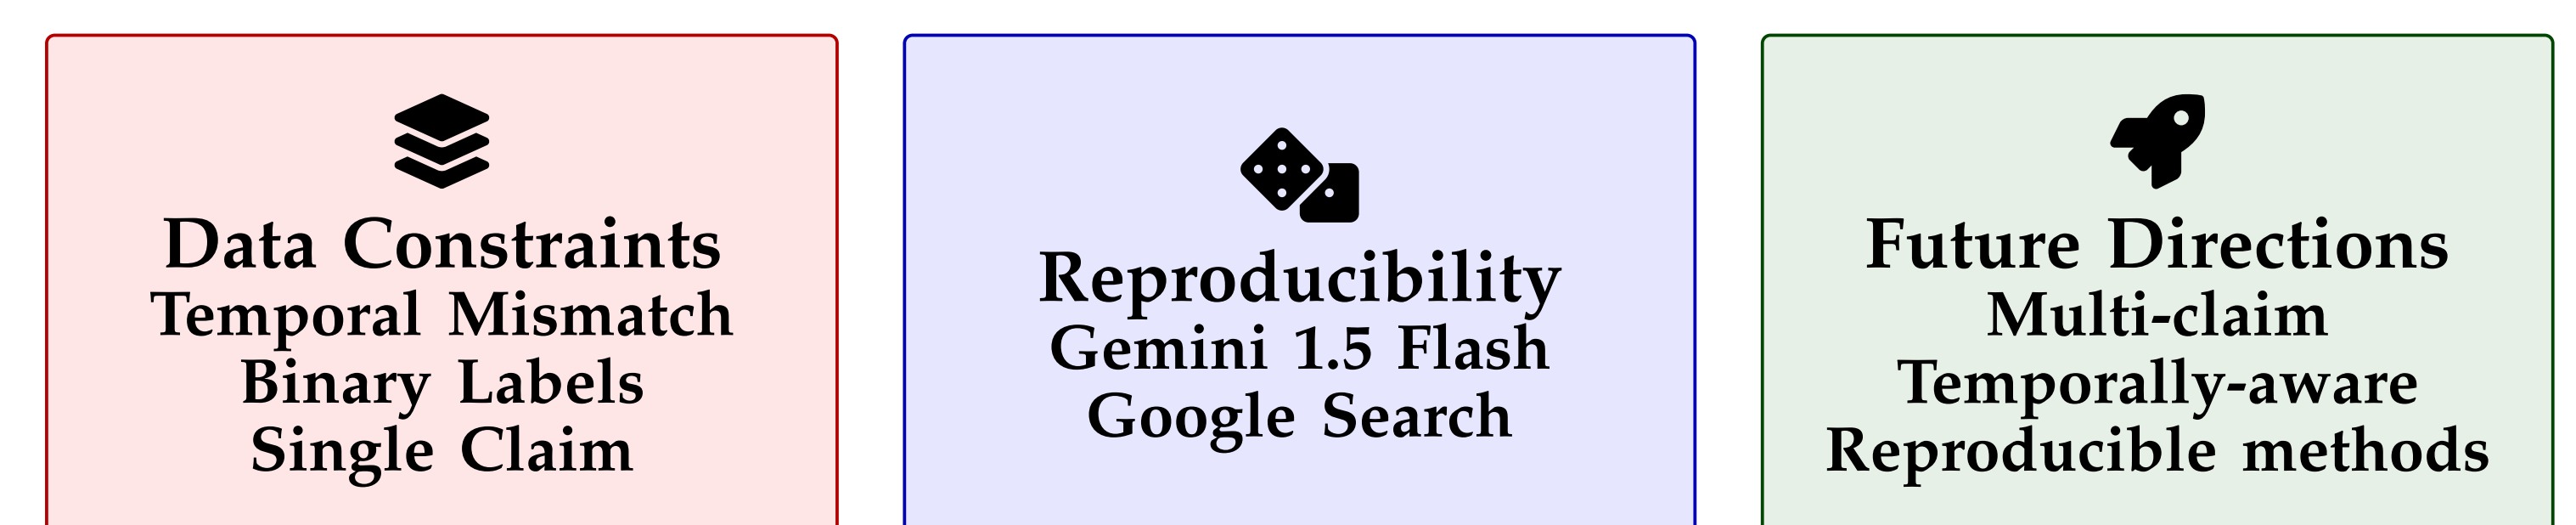 Data Constraints
Temporal Mismatch
Binary Labels
Single Claim
Reproducibility
Gemini 1.5 Flash
Google Search
Future Directions
Multi-claim
Temporally-aware
Reproducible methods